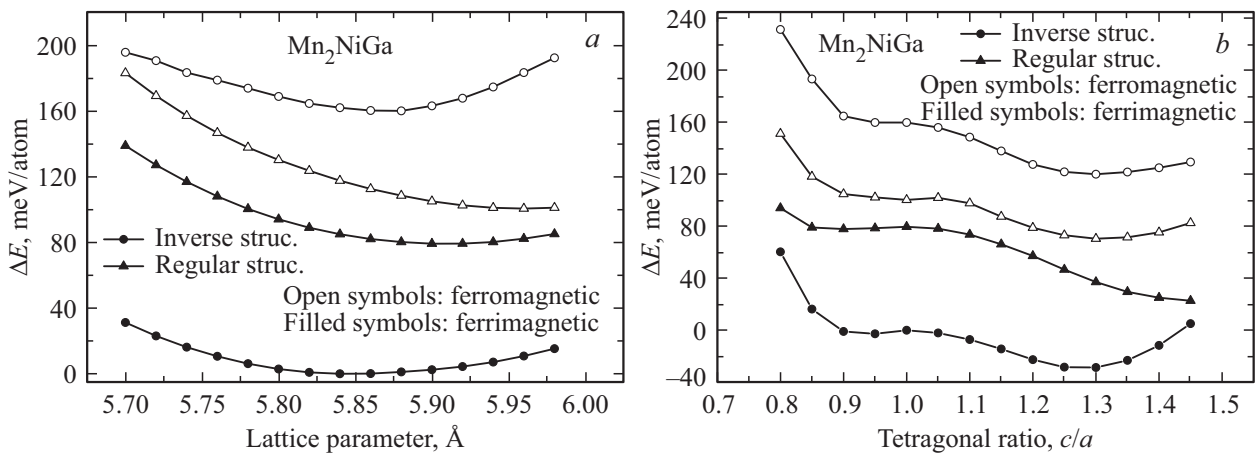 Mn₂NiGa
a
200
160
120
80
40
0
ΔE, meV/atom
Inverse struc.
Regular struc.
Open symbols: ferromagnetic
Filled symbols: ferrimagnetic
5.70 5.75 5.80 5.85 5.90 5.95 6.00
Lattice parameter, Å
Mn₂NiGa
b
Inverse struc.
Regular struc.
Open symbols: ferromagnetic
Filled symbols: ferrimagnetic
240
200
160
120
80
40
0
–40
ΔE, meV/atom
0.7 0.8 0.9 1.0 1.1 1.2 1.3 1.4 1.5
Tetragonal ratio, c/a